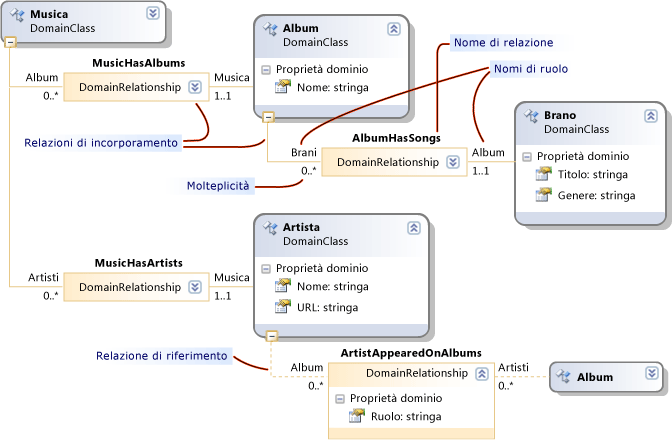 Musica
DomainClass
Album
DomainClass
Proprietà dominio
Nome: stringa
Nome di relazione
Nomi di ruolo
MusicHasAlbums
Album
DomainRelationship
Musica
0..*
1..1
Relazioni di incorporamento
Molteplicità
AlbumHasSongs
Brani
DomainRelationship
Album
0..*
1..1
Brano
DomainClass
Proprietà dominio
Titolo: stringa
Genere: stringa
Artista
DomainClass
Proprietà dominio
Nome: stringa
URL: stringa
MusicHasArtists
Artisti
DomainRelationship
Musica
0..*
1..1
Relazione di riferimento
ArtistAppearedOnAlbums
Album
DomainRelationship
Artisti
0..*
0..*
Proprietà dominio
Ruolo: stringa
Album